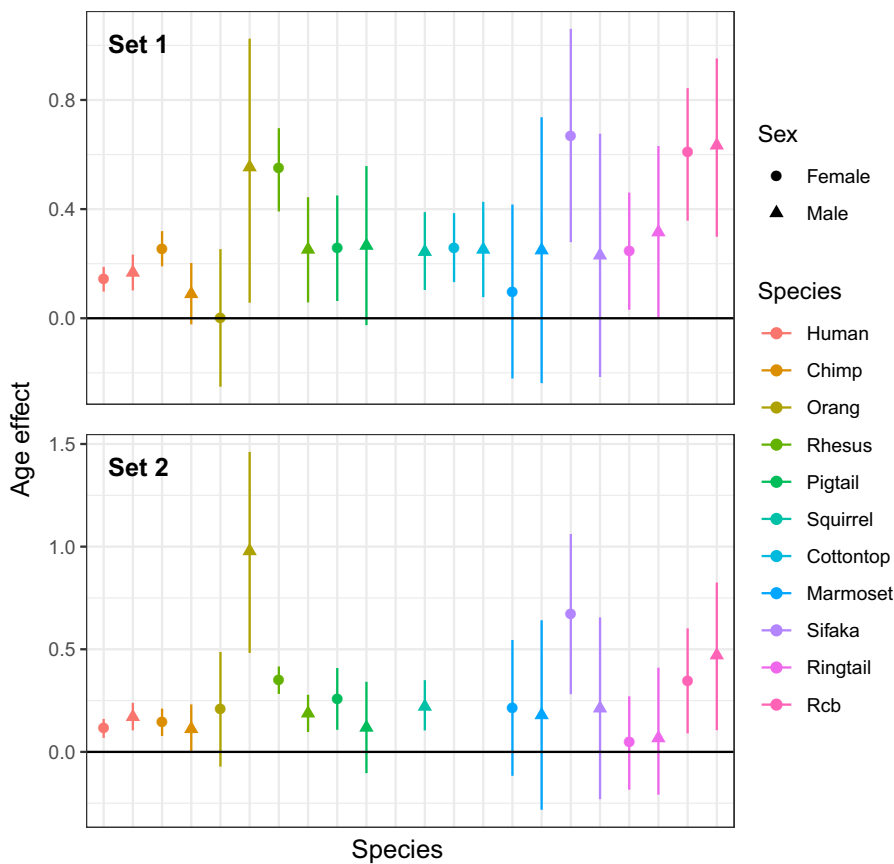 Set 1
0.8
0.4
0.0
Set 2
1.5
1.0
0.5
0.0
Age effect
Species
Sex
Female
Male
Species
Human
Chimp
Orang
Rhesus
Pigtail
Squirrel
Cottontop
Marmoset
Sifaka
Ringtail
Rcb